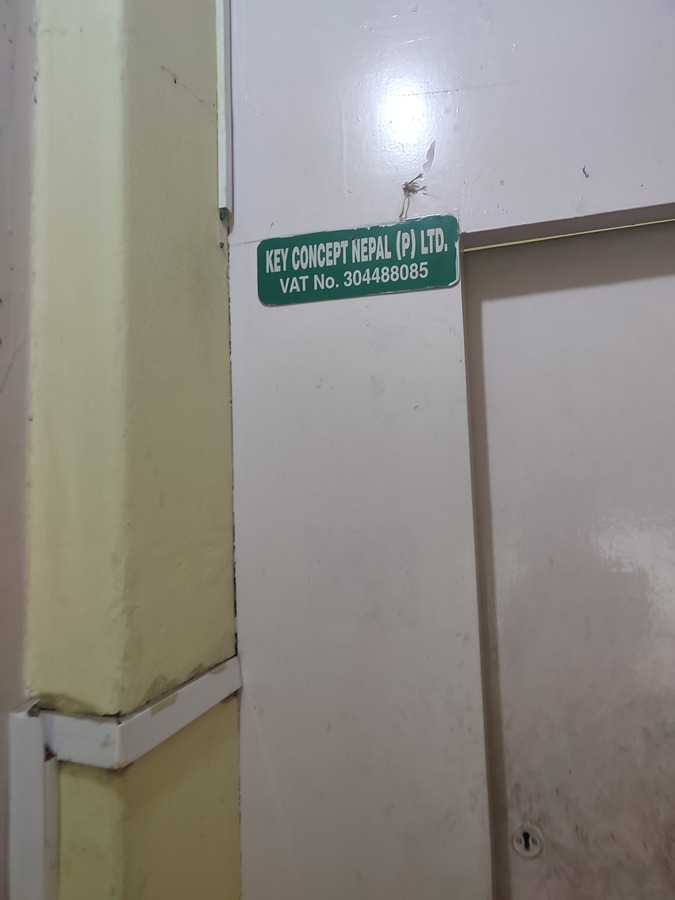 KEY CONCEPT NEPAL (P) LTD.
VAT No. 304488085